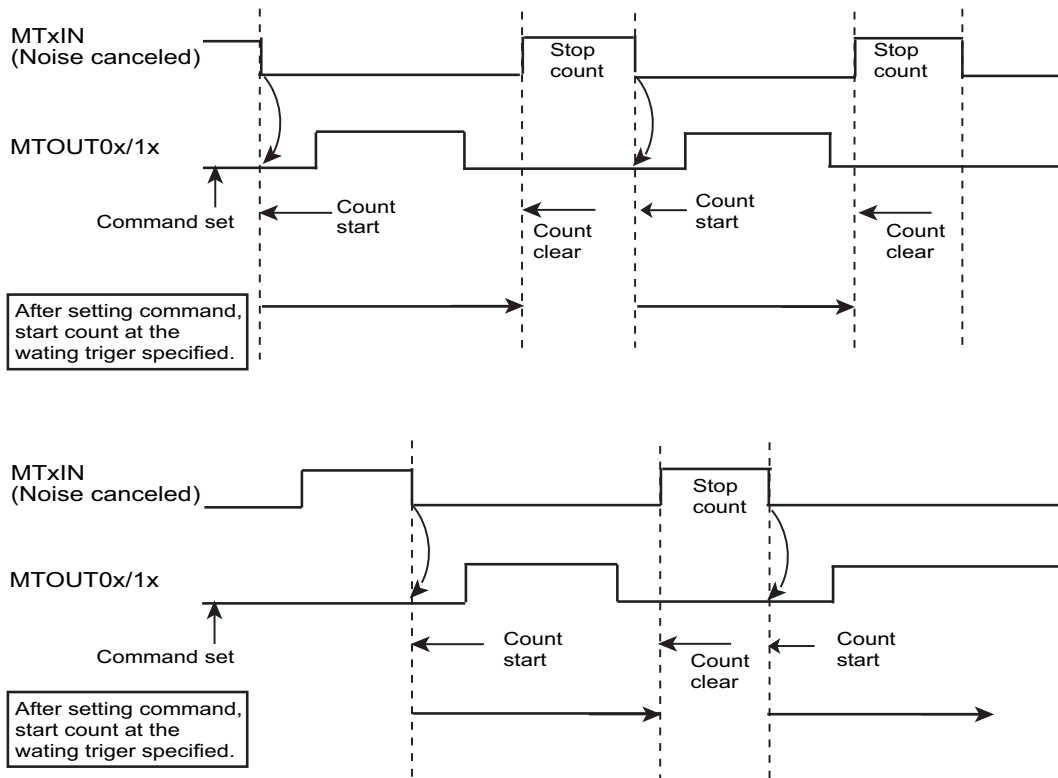 MTxIN
(Noise canceled)
Stop
count
Stop
count
MTOUT0x/1x
Command set
Count
start
Count
clear
Count
start
Count
clear
After setting command,
start count at the
wating triger specified.
MTxIN
(Noise canceled)
Stop
count
MTOUT0x/1x
Command set
Count
start
Count
clear
Count
start
After setting command,
start count at the
wating triger specified.